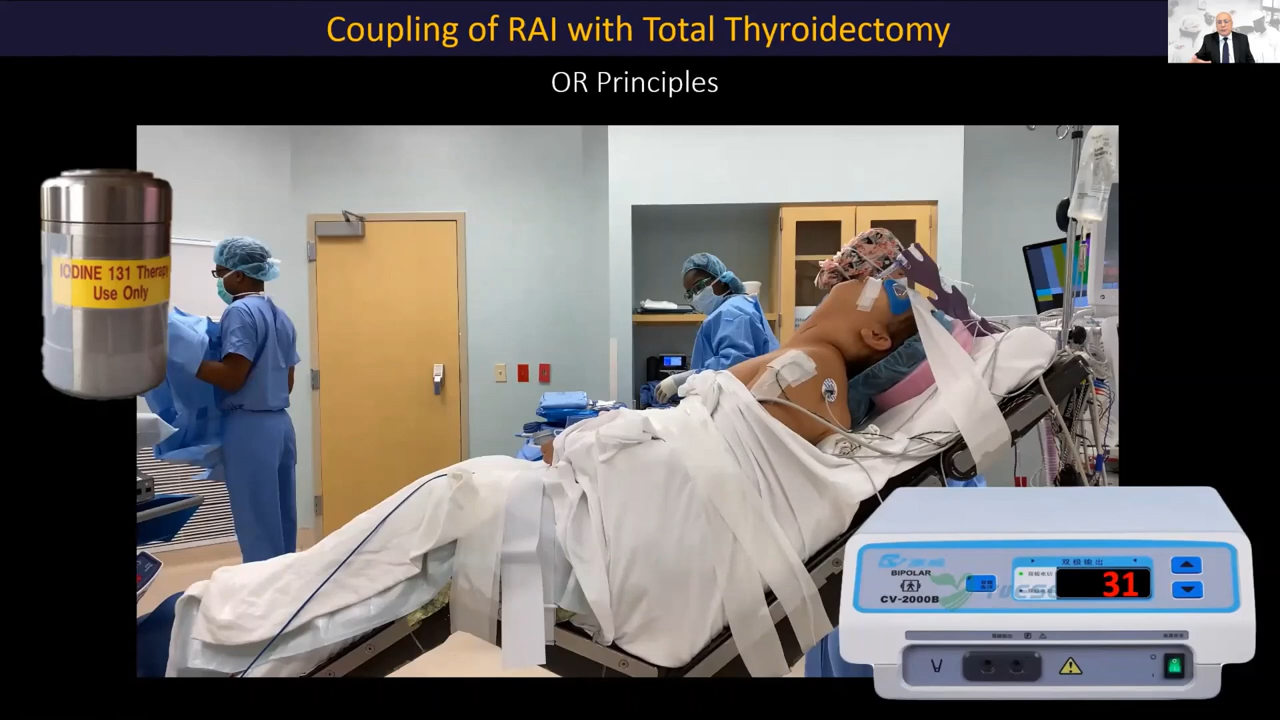 Coupling of RAI with Total Thyroidectomy
OR Principles
IODINE 131 Therapy
Use Only
双极输出
BIPOLAR
CV-2000B
31